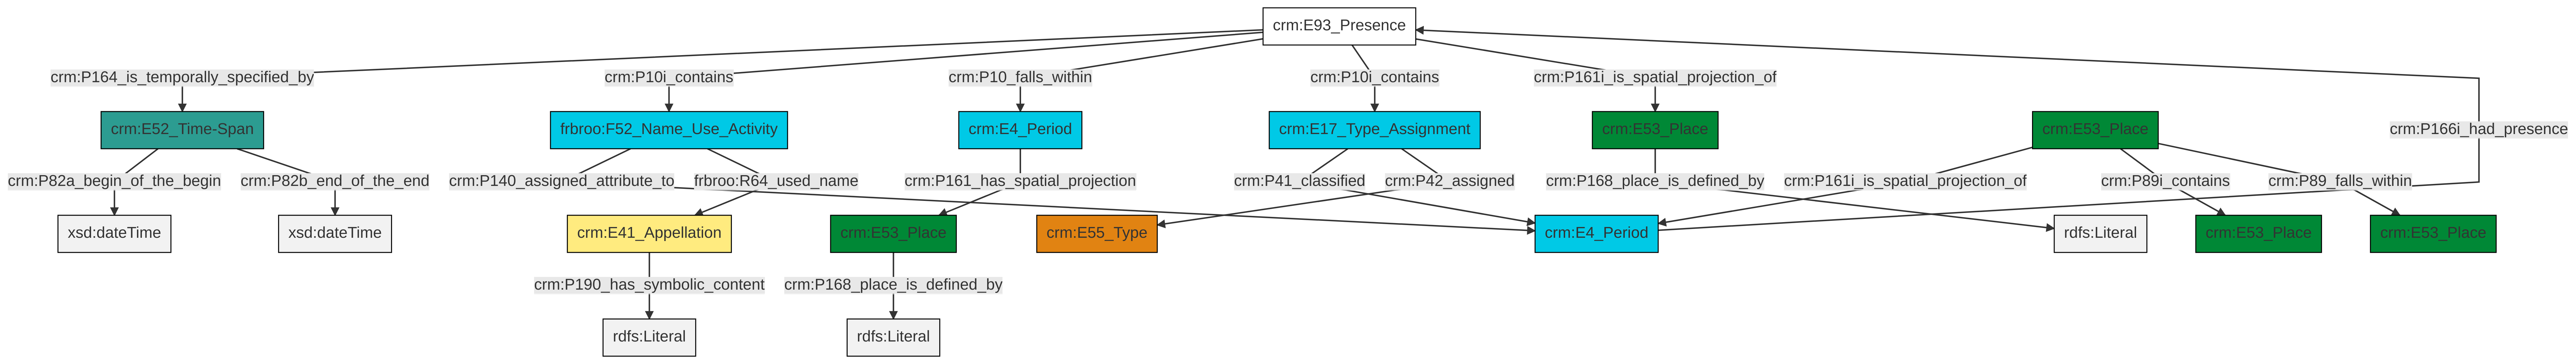 crm:E93_Presence
crm:P164_is_temporally_specified_by
crm:P10i_contains
crm:P10_falls_within
crm:P10i_contains
crm:P161i_is_spatial_projection_of
crm:E52_Time-Span
frbroo:F52_Name_Use_Activity
crm:E4_Period
crm:E17_Type_Assignment
crm:E53_Place
crm:E53_Place
crm:P166i_had_presence
crm:P82a_begin_of_the_begin
crm:P82b_end_of_the_end
crm:P140_assigned_attribute_to
frbroo:R64_used_name
crm:P161_has_spatial_projection
crm:P41_classified
crm:P42_assigned
crm:P168_place_is_defined_by
crm:P161i_is_spatial_projection_of
crm:P89i_contains
crm:P89_falls_within
xsd:dateTime
xsd:dateTime
crm:E41_Appellation
crm:E53_Place
crm:E55_Type
crm:E4_Period
rdfs:Literal
crm:E53_Place
crm:E53_Place
crm:P190_has_symbolic_content
crm:P168_place_is_defined_by
rdfs:Literal
rdfs:Literal